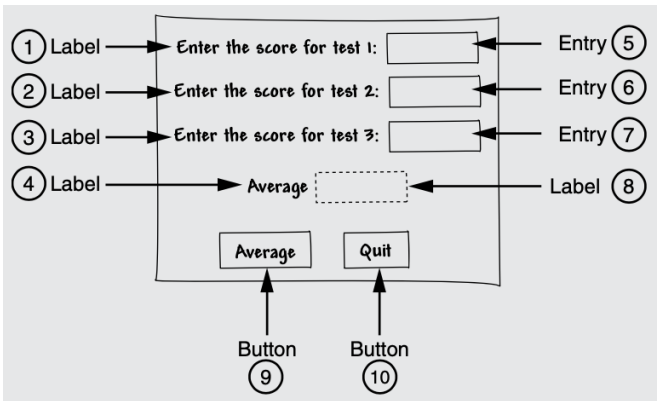 1 Label Enter the score for test 1: Entry 5
2 Label Enter the score for test 2: Entry 6
3 Label Enter the score for test 3: Entry 7
4 Label Average Label 8
Average Quit
Button Button
9 10